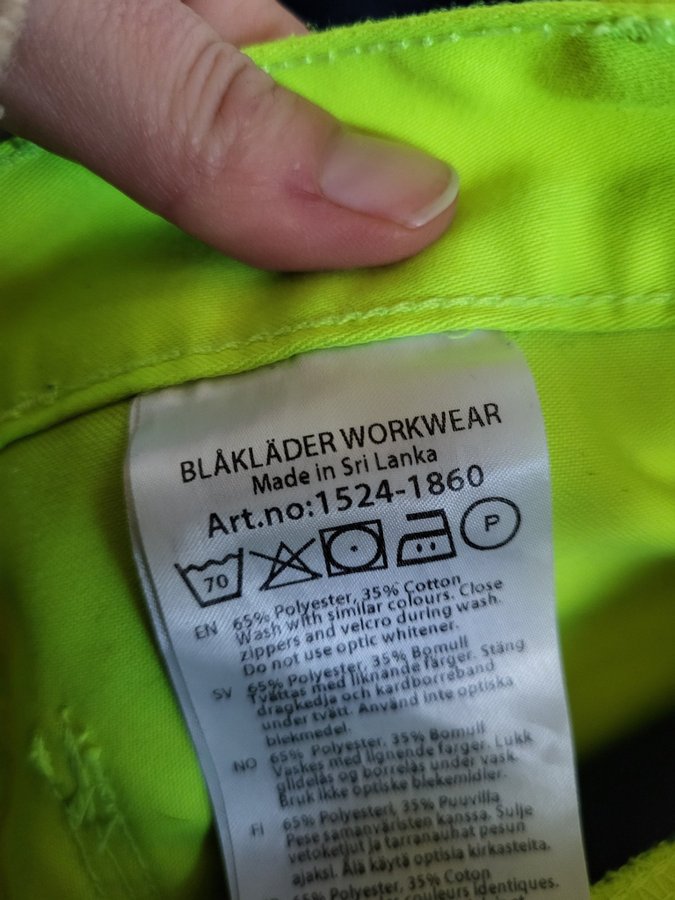 BLÅKLÄDER WORKWEAR
Made in Sri Lanka
Art.no:1524-1860
70 P
EN 65% Polyester, 35% Cotton
Wash with similar colours. Close
zippers and velcro during wash.
Do not use optic whitener.
SV 65% Polyester, 35% Bomull
Tvättas med liknande färger. Stäng
dragkedja och kardborreband
under tvätt. Använd inte optiska
blekmedel.
NO 65% Polyester, 35% Bomull
Vaskes med lignende farger. Lukk
glidelås og borrelås under vask.
Bruk ikke optiske blekemidler.
FI 65% Polyesteri, 35% Puuvilla
Pese samanväristen kanssa. Sulje
vetoketjut ja tarranauhat pesun
ajaksi. Älä käytä optisia kirkasteita.
65% Polyester, 35% Coton
couleurs identiques.